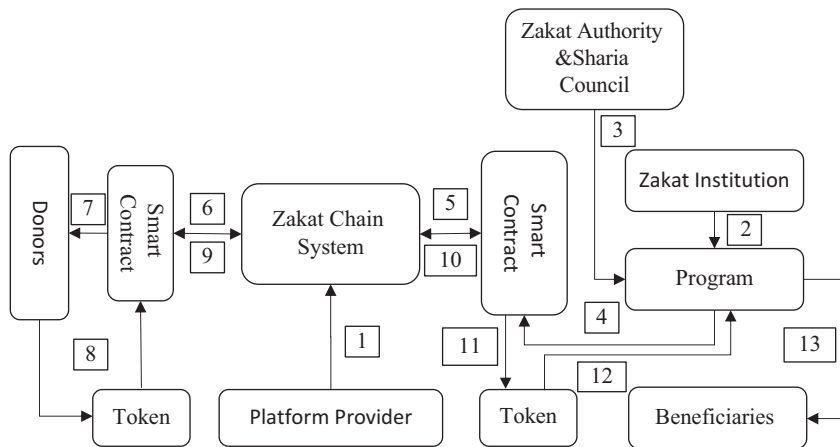 Zakat Authority
&Sharia
Council
3
Zakat Institution
2
Donors
7
Smart
Contract
6
9
Zakat Chain
System
5
10
Smart
Contract
Program
4
13
8
1
11
12
Token
Platform Provider
Token
Beneficiaries